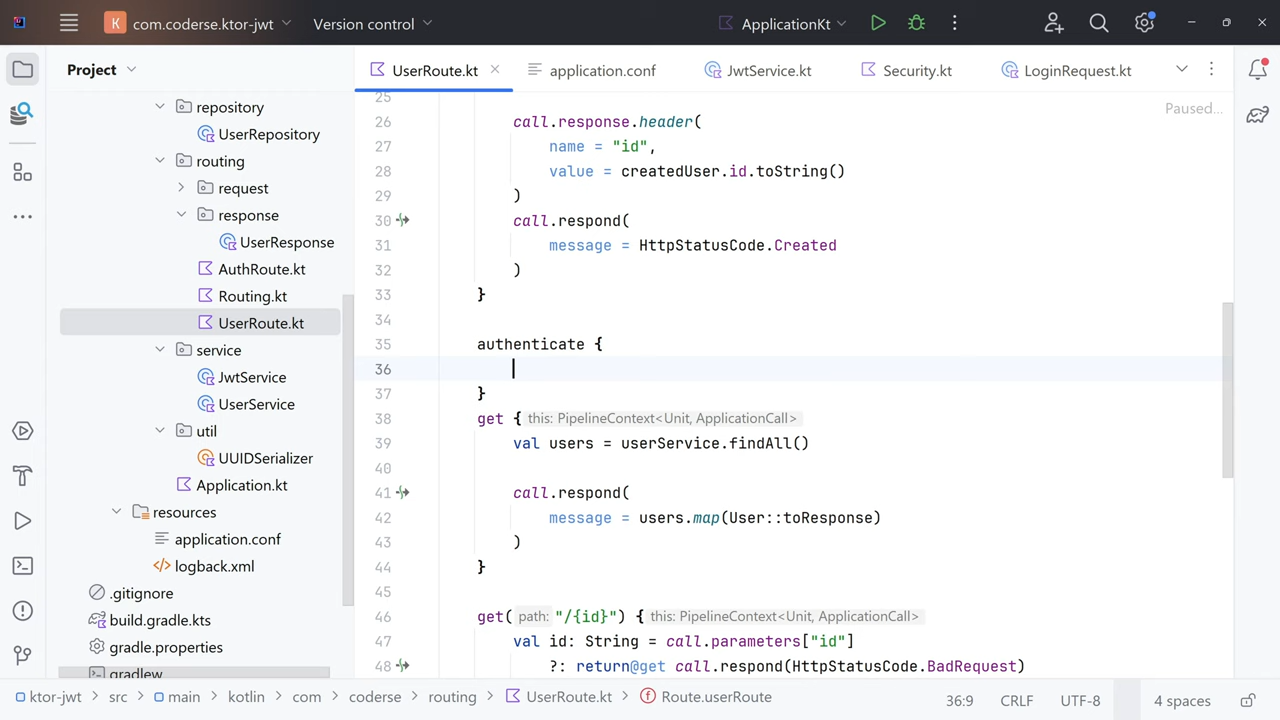 K com.coderse.ktor-jwt
Version control
ApplicationKt
Project
UserRoute.kt
application.conf
JwtService.kt
Security.kt
LoginRequest.kt
repository
UserRepository
routing
request
response
UserResponse
AuthRoute.kt
Routing.kt
UserRoute.kt
service
JwtService
UserService
util
UUIDSerializer
Application.kt
resources
application.conf
logback.xml
.gitignore
build.gradle.kts
gradle.properties
gradlew
Paused...
25
26 call.response.header(
27 name = "id",
28 value = createdUser.id.toString()
29 )
30 call.respond(
31 message = HttpStatusCode.Created
32 )
33 }
34
35 authenticate {
36
37 }
38 get { this: PipelineContext<Unit, ApplicationCall>
39 val users = userService.findAll()
40
41 call.respond(
42 message = users.map(User::toResponse)
43 )
44 }
45
46 get( path: "/{id}") { this: PipelineContext<Unit, ApplicationCall>
47 val id: String = call.parameters["id"]
48 ?: return@get call.respond(HttpStatusCode.BadRequest)
ktor-jwt > src > main > kotlin > com > coderse > routing > UserRoute.kt > Route.userRoute
36:9
CRLF
UTF-8
4 spaces